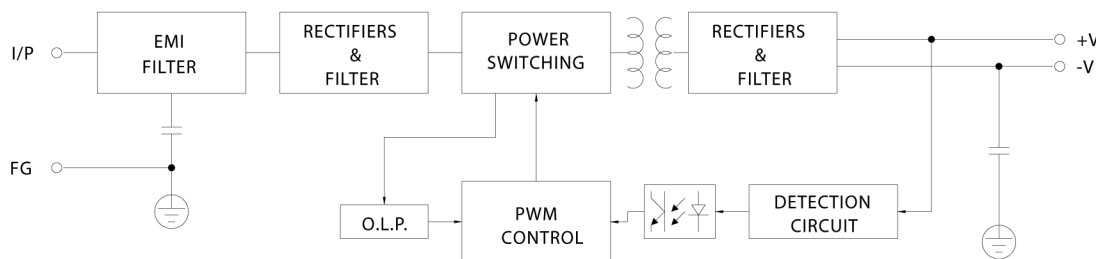 I/P
EMI
FILTER
RECTIFIERS
&
FILTER
POWER
SWITCHING
RECTIFIERS
&
FILTER
+V
-V
FG
O.L.P.
PWM
CONTROL
DETECTION
CIRCUIT